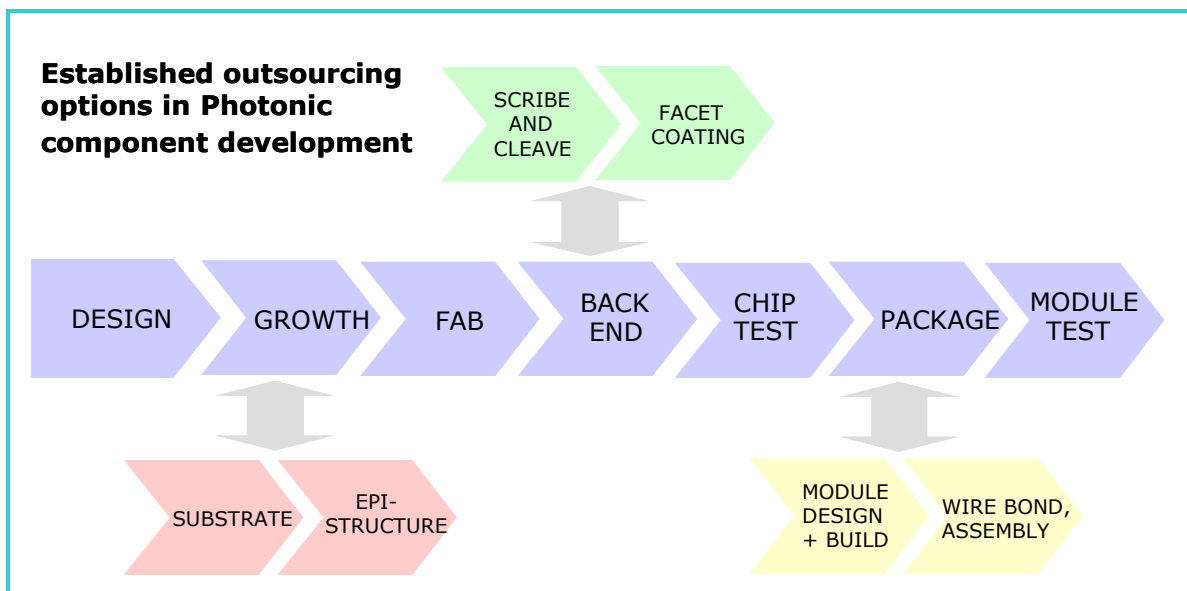 Established outsourcing
options in Photonic
component development
SCRIBE
AND
CLEAVE
FACET
COATING
DESIGN
GROWTH
FAB
BACK
END
CHIP
TEST
PACKAGE
MODULE
TEST
SUBSTRATE
EPI-
STRUCTURE
MODULE
DESIGN
+ BUILD
WIRE BOND,
ASSEMBLY